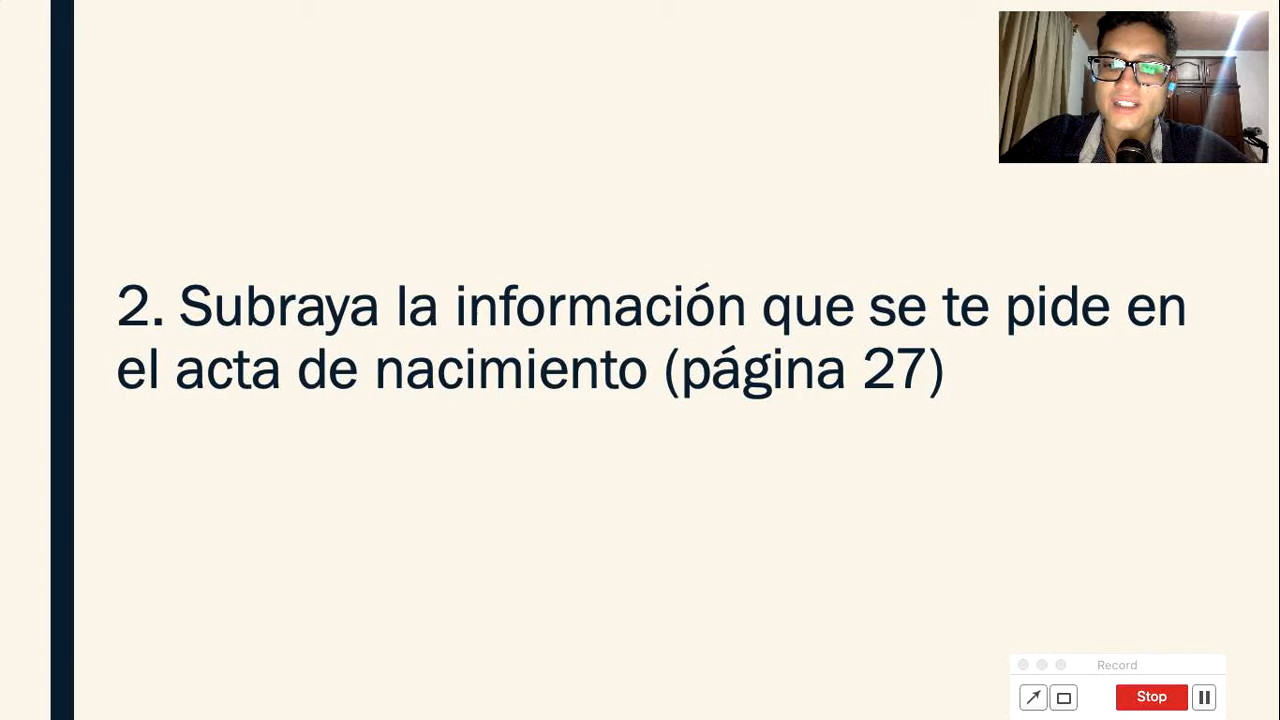 2. Subraya la información que se te pide en
el acta de nacimiento (página 27)
Record
Stop